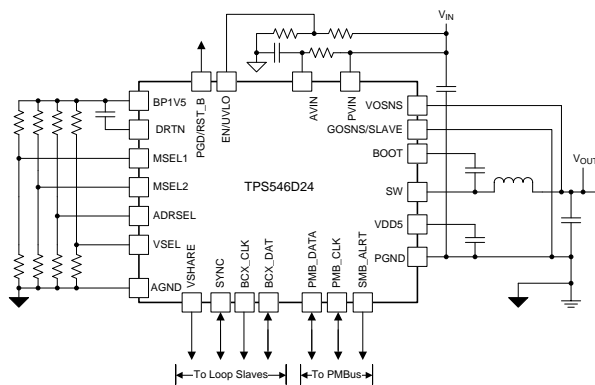 VIN
BP1V5
DRTN
MSEL1
MSEL2
ADRSEL
VSEL
AGND
PGD/RST_B
EN/UVLO
AVIN
PVIN
VOSNS
GOSNS/SLAVE
BOOT
SW
VDD5
PGND
VOUT
TPS546D24
VSHARE
SYNC
BCX_CLK
BCX_DAT
PMB_DATA
PMB_CLK
SMB_ALRT
To Loop Slaves
To PMBus